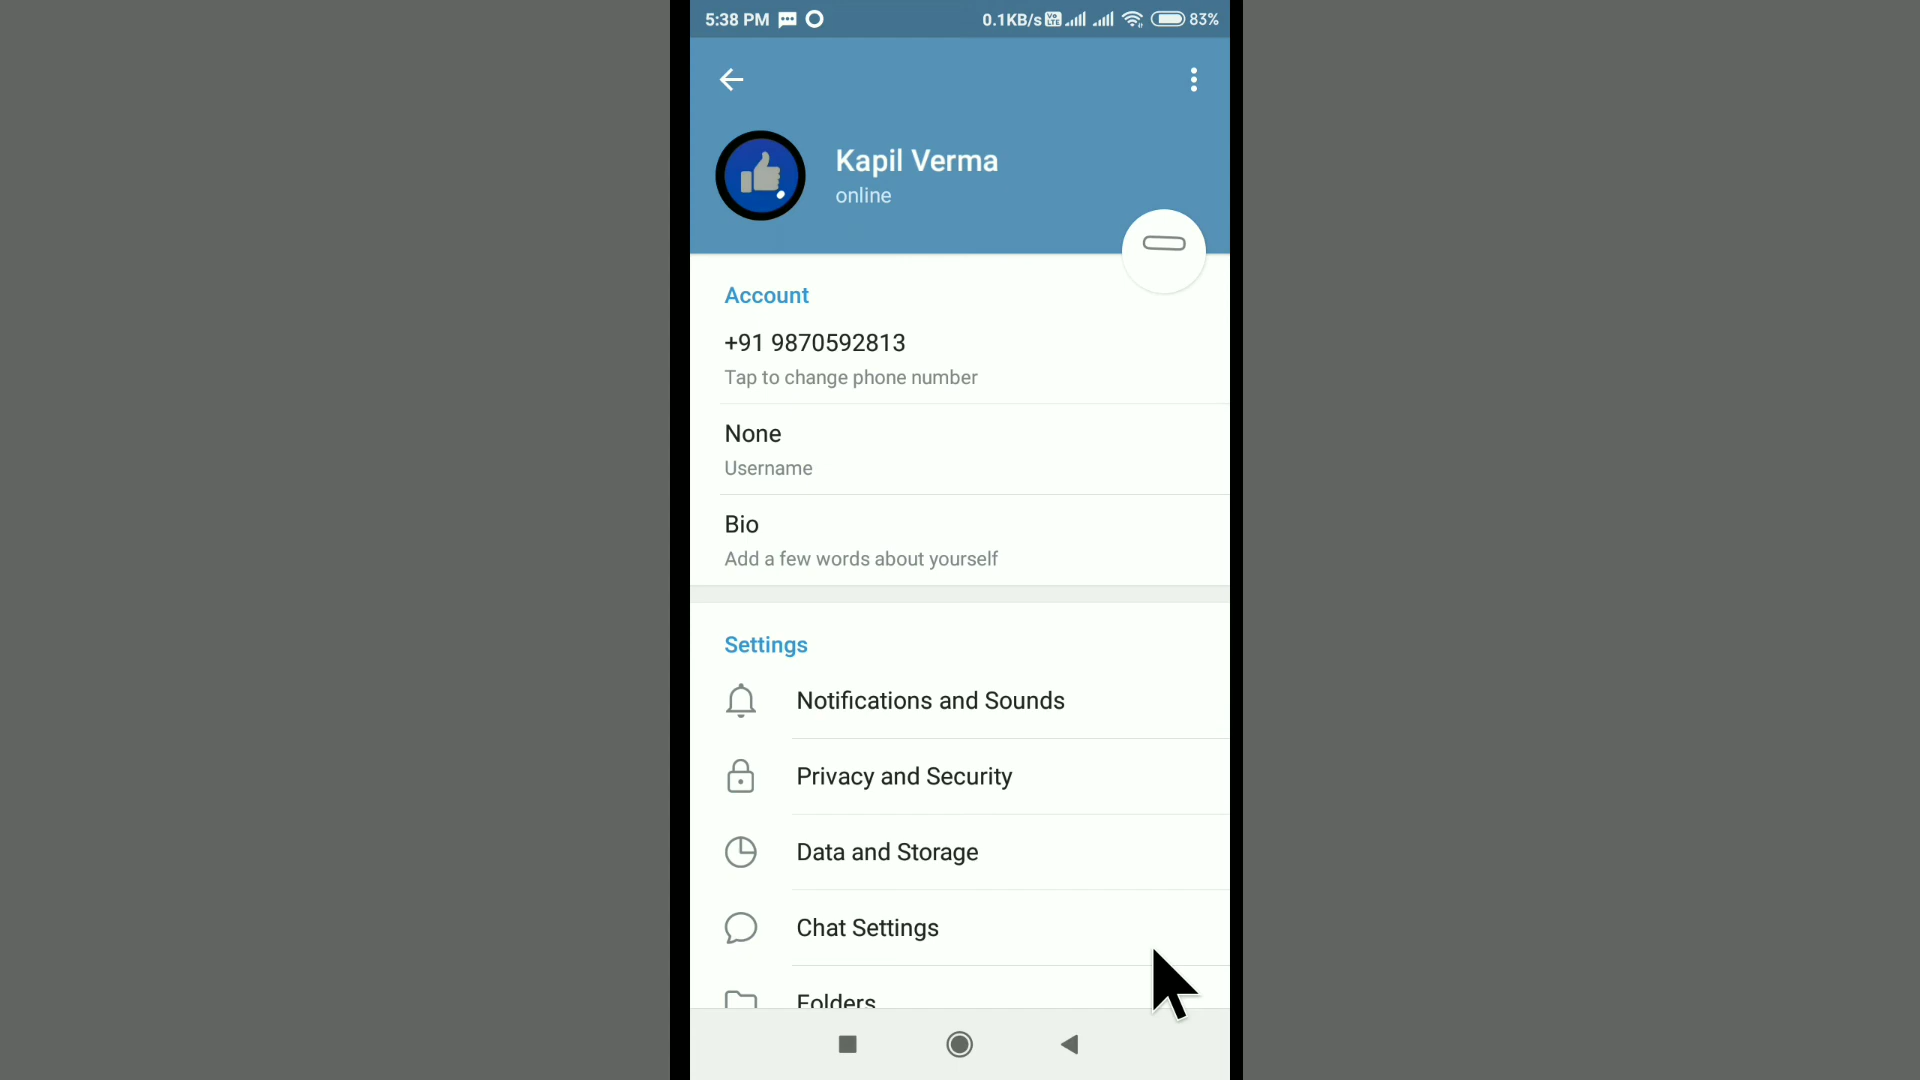 5:38 PM 0.1KB/s Vo LTE 83%
Kapil Verma
online
Account
+91 9870592813
Tap to change phone number
None
Username
Bio
Add a few words about yourself
Settings
Notifications and Sounds
Privacy and Security
Data and Storage
Chat Settings
Folders